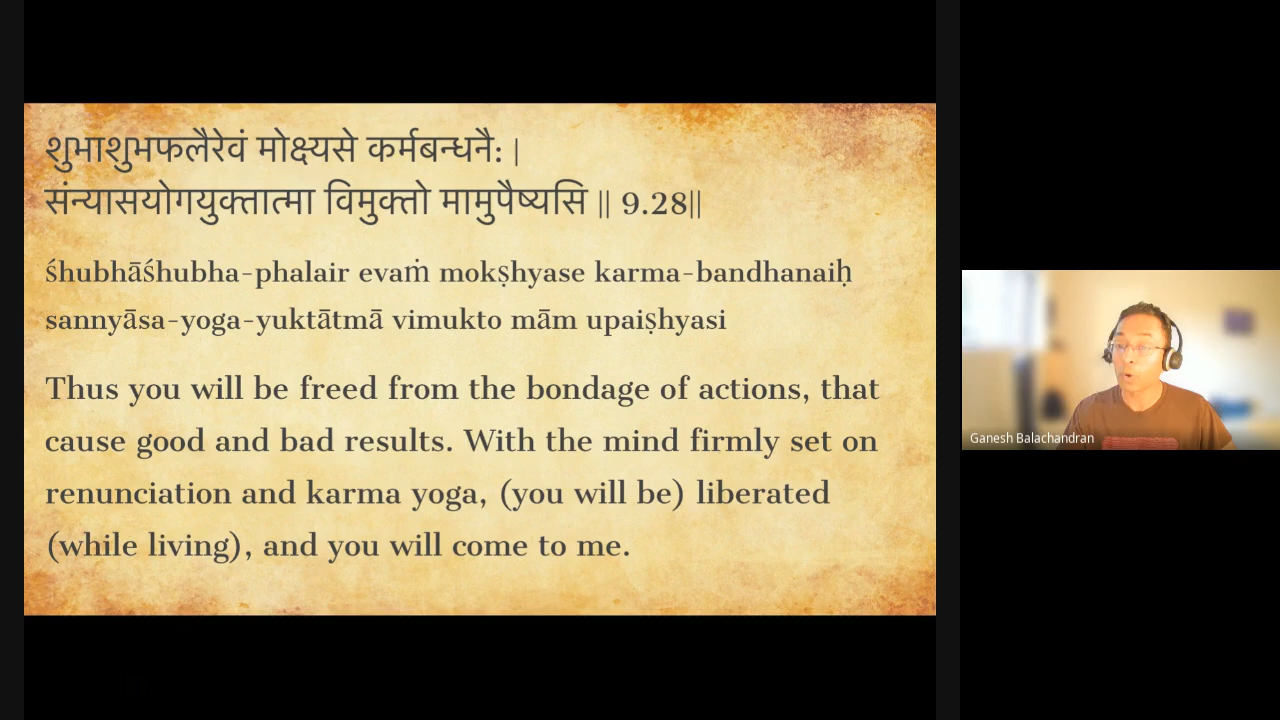 शुभाशुभफलैरेवं मोक्ष्यसे कर्मबन्धनै: |
संन्यासयोगयुक्तात्मा विमुक्तो मामुपैष्यसि || 9.28||
śhubhāśhubha-phalair evaṁ mokṣhyase karma-bandhanaiḥ
sannyāsa-yoga-yuktātmā vimukto mām upaiṣhyasi
Thus you will be freed from the bondage of actions, that
cause good and bad results. With the mind firmly set on
renunciation and karma yoga, (you will be) liberated
(while living), and you will come to me.
Ganesh Balachandran